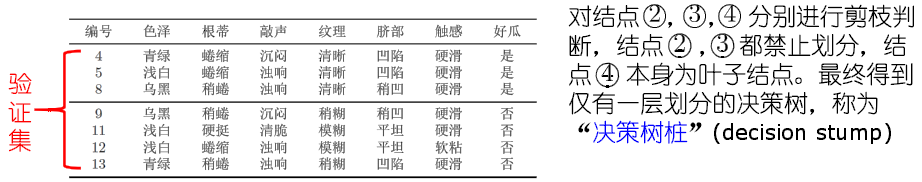 编号 色泽 根蒂 敲声 纹理 脐部 触感 好瓜
4 青绿 蜷缩 沉闷 清晰 凹陷 硬滑 是
5 浅白 蜷缩 浊响 清晰 凹陷 硬滑 是
8 乌黑 稍蜷 浊响 清晰 稍凹 硬滑 是
9 乌黑 稍蜷 沉闷 稍糊 稍凹 硬滑 否
11 浅白 硬挺 清脆 模糊 平坦 硬滑 否
12 浅白 蜷缩 浊响 模糊 平坦 软粘 否
13 青绿 稍蜷 浊响 稍糊 凹陷 硬滑 否
验证集
对结点②, ③, ④ 分别进行剪枝判
断，结点② , ③ 都禁止划分，结
点④ 本身为叶子结点。最终得到
仅有一层划分的决策树，称为
“决策树桩” (decision stump)